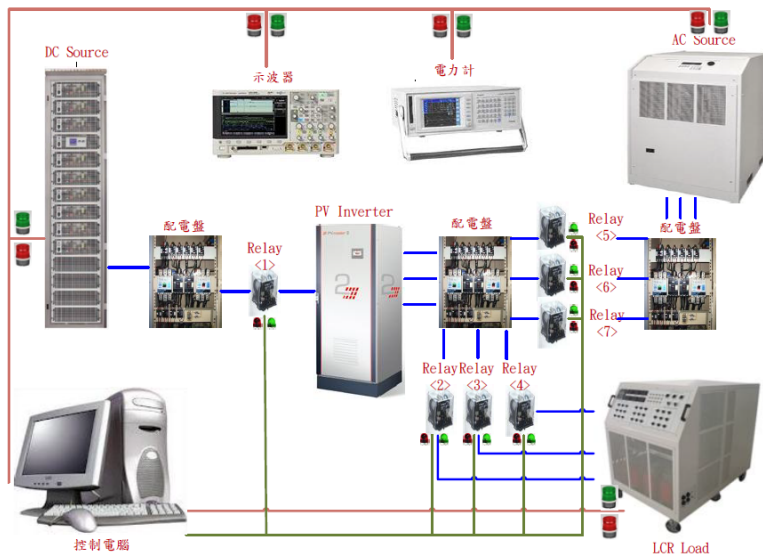 DC Source
示波器
電力計
AC Source
配電盤
Relay
<1>
PV Inverter
配電盤
Relay
<5>
Relay
<6>
Relay
<7>
配電盤
Relay
<2>
Relay
<3>
Relay
<4>
控制電腦
LCR Load